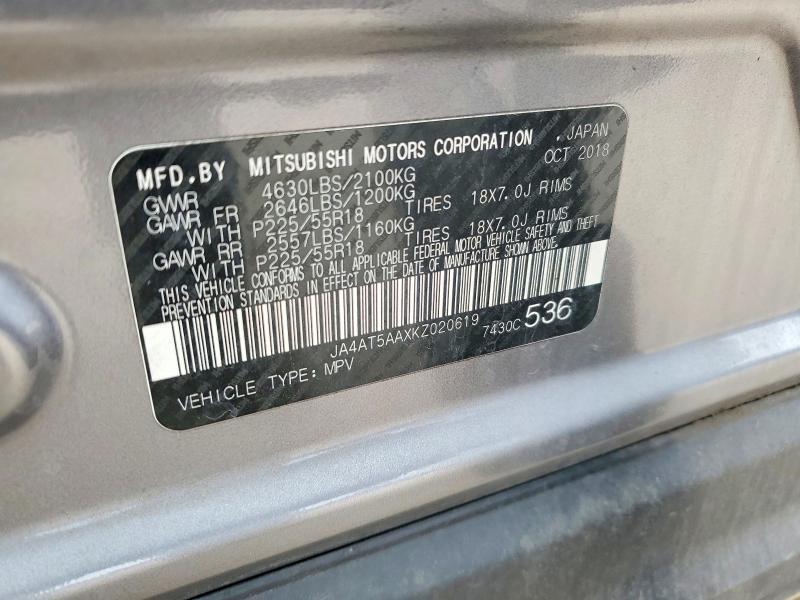 MFD.BY MITSUBISHI MOTORS CORPORATION , JAPAN
GVWR 4630LBS/2100KG OCT 2018
GAWR FR 2646LBS/1200KG
WITH P225/55R18 TIRES 18X7.0J RIMS
GAWR RR 2557LBS/1160KG
WITH P225/55R18 TIRES 18X7.0J RIMS
THIS VEHICLE CONFORMS TO ALL APPLICABLE FEDERAL MOTOR VEHICLE SAFETY AND THEFT
PREVENTION STANDARDS IN EFFECT ON THE DATE OF MANUFACTURE SHOWN ABOVE.
JA4AT5AAXKZ020619 7430C 536
VEHICLE TYPE: MPV